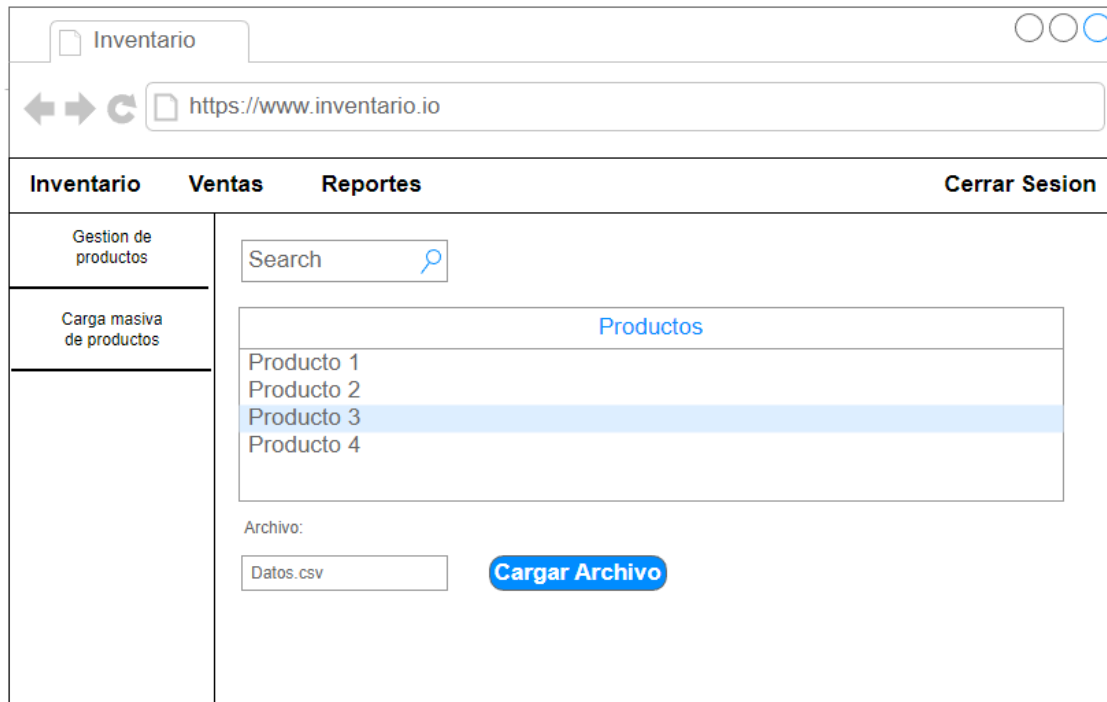 Inventario
https://www.inventario.io
Inventario Ventas Reportes Cerrar Sesion
Gestion de
productos
Carga masiva
de productos
Search
Productos
Producto 1
Producto 2
Producto 3
Producto 4
Archivo:
Datos.csv Cargar Archivo